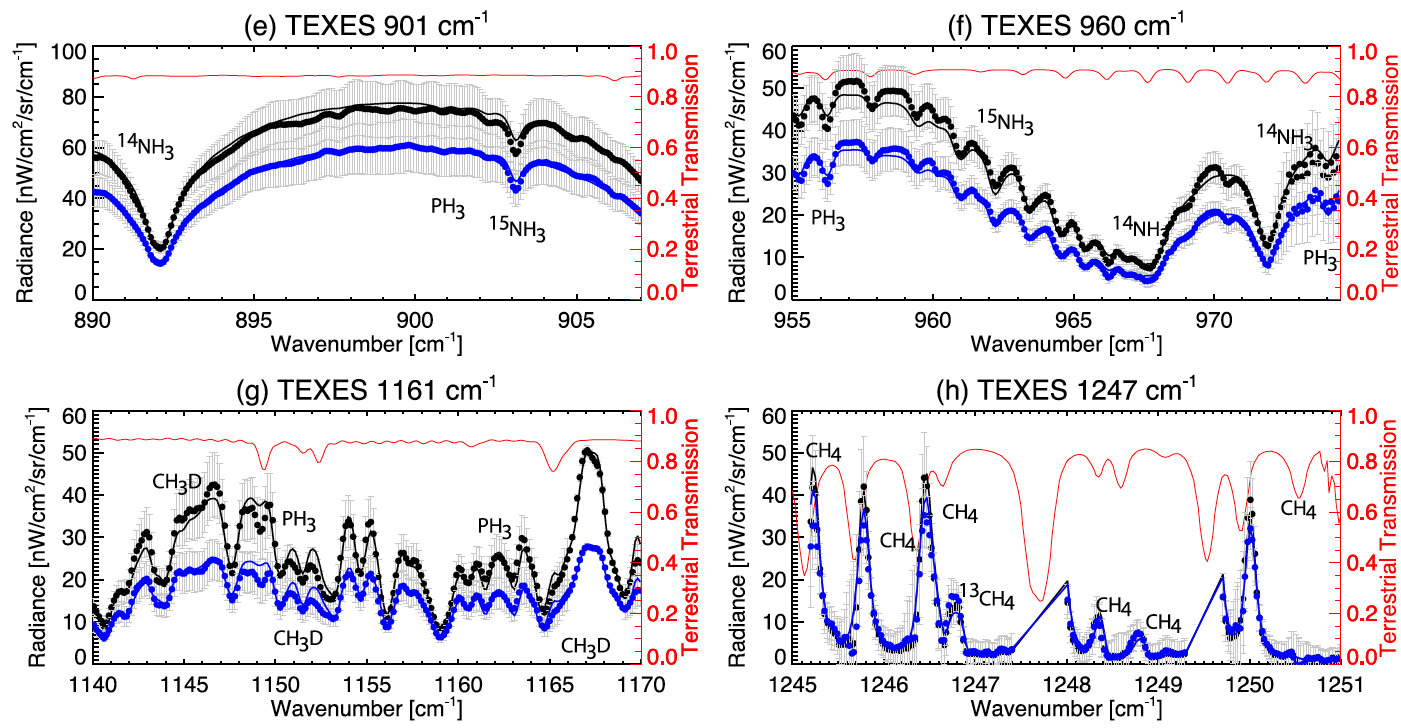 (e) TEXES 901 cm⁻¹
Radiance [nW/cm²/sr/cm⁻¹]
100
80
60
40
20
0
¹⁴NH₃
PH₃
¹⁵NH₃
1.0
0.8
0.6
0.4
0.2
0.0
Terrestrial Transmission
890 895 900 905
Wavenumber [cm⁻¹]
(f) TEXES 960 cm⁻¹
Radiance [nW/cm²/sr/cm⁻¹]
60
50
40
30
20
10
0
¹⁵NH₃
¹⁴NH₃
PH₃
¹⁴NH₃
PH₃
1.0
0.8
0.6
0.4
0.2
0.0
Terrestrial Transmission
955 960 965 970
Wavenumber [cm⁻¹]
(g) TEXES 1161 cm⁻¹
Radiance [nW/cm²/sr/cm⁻¹]
60
50
40
30
20
10
0
CH₃D
PH₃
PH₃
CH₃D
CH₃D
1.0
0.8
0.6
0.4
0.2
0.0
Terrestrial Transmission
1140 1145 1150 1156 1160 1165 1170
Wavenumber [cm⁻¹]
(h) TEXES 1247 cm⁻¹
Radiance [nW/cm²/sr/cm⁻¹]
60
50
40
30
20
10
0
CH₄
CH₄
CH₄
CH₄
¹³CH₄
CH₄
CH₄
1.0
0.8
0.6
0.4
0.2
0.0
Terrestrial Transmission
1245 1246 1247 1248 1249 1250 1251
Wavenumber [cm⁻¹]